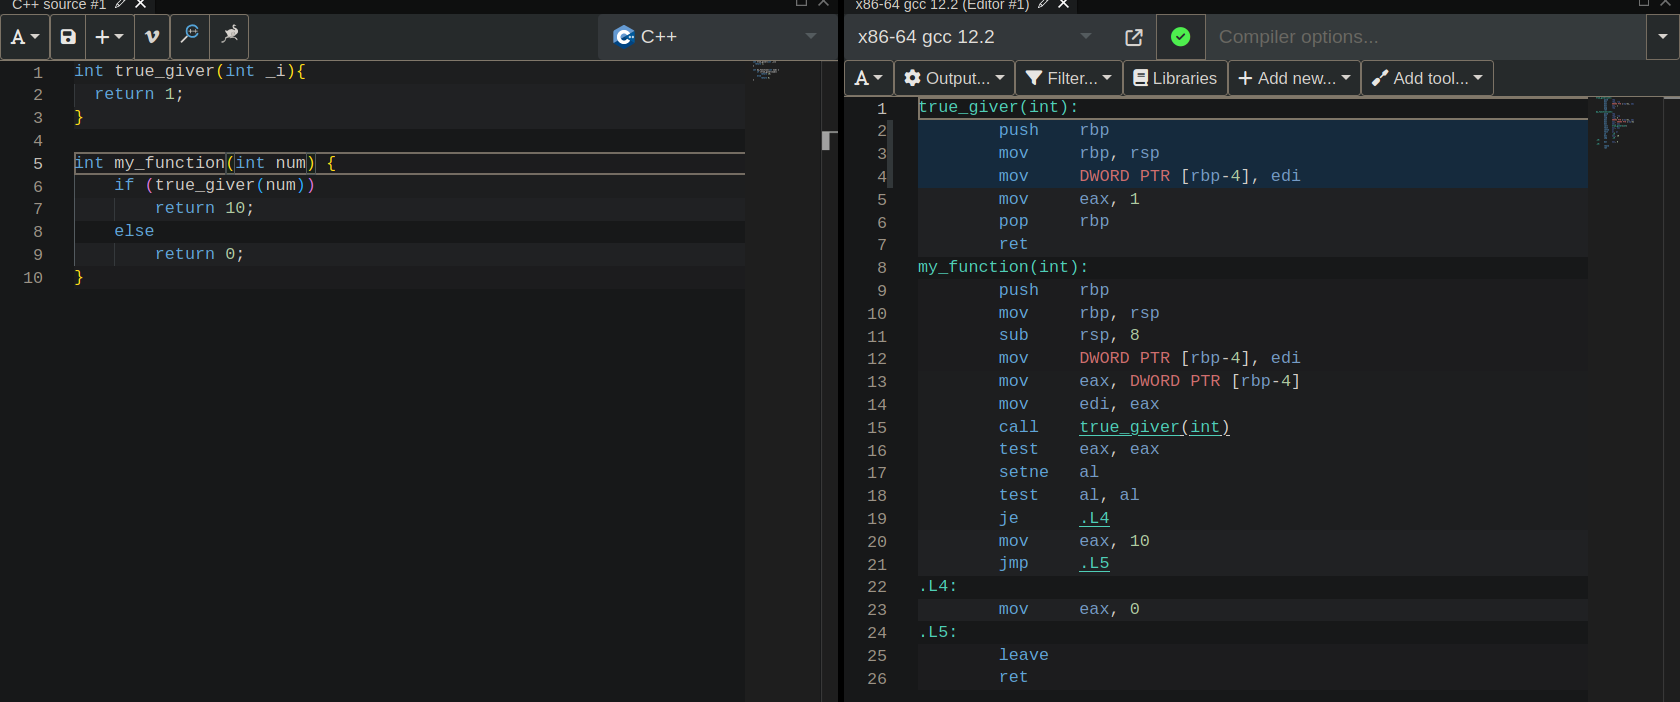 C++ source #1
A
C++
1 int true_giver(int _i){
2 return 1;
3 }
4
5 int my_function(int num) {
6 if (true_giver(num))
7 return 10;
8 else
9 return 0;
10 }
x86-64 gcc 12.2 (Editor #1)
x86-64 gcc 12.2
Compiler options...
A Output... Filter... Libraries + Add new... Add tool...
1 true_giver(int):
2 push rbp
3 mov rbp, rsp
4 mov DWORD PTR [rbp-4], edi
5 mov eax, 1
6 pop rbp
7 ret
8 my_function(int):
9 push rbp
10 mov rbp, rsp
11 sub rsp, 8
12 mov DWORD PTR [rbp-4], edi
13 mov eax, DWORD PTR [rbp-4]
14 mov edi, eax
15 call true_giver(int)
16 test eax, eax
17 setne al
18 test al, al
19 je .L4
20 mov eax, 10
21 jmp .L5
22 .L4:
23 mov eax, 0
24 .L5:
25 leave
26 ret